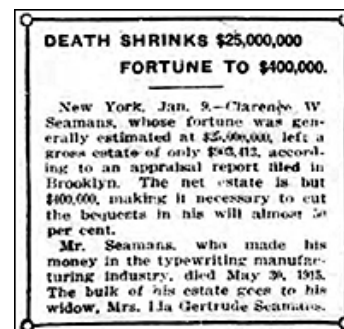 DEATH SHRINKS $25,000,000
FORTUNE TO $400,000.
New York, Jan. 9.—Clarence W.
Seamans, whose fortune was gen-
erally estimated at $25,000,000, left a
gross estate of only accord-
ing to an appraisal report filed in
Brooklyn. The net estate is but
$400,000, making it necessary to cut
the bequests in his will almost 50
per cent.
Mr. Seamans, who made his
money in the typewriting manufac-
turing industry, died May 30, 1915.
The bulk of his estate goes to his
widow, Mrs. Ida Gertrude Seamans.